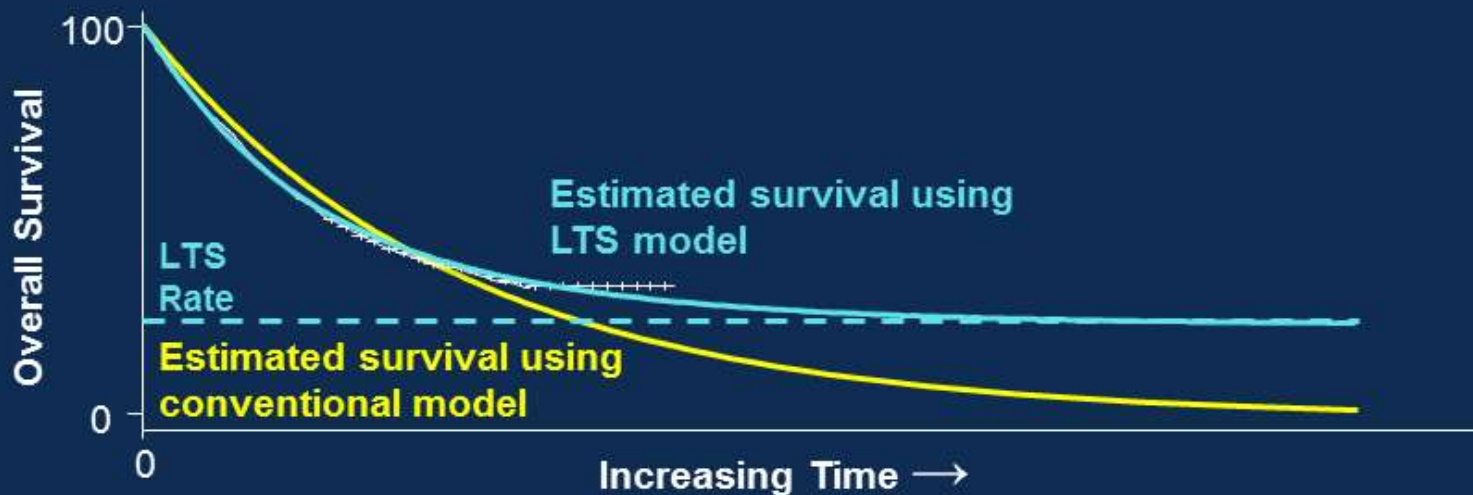 100
Overall Survival
Estimated survival using
LTS model
LTS
Rate
Estimated survival using
conventional model
0
0
Increasing Time →